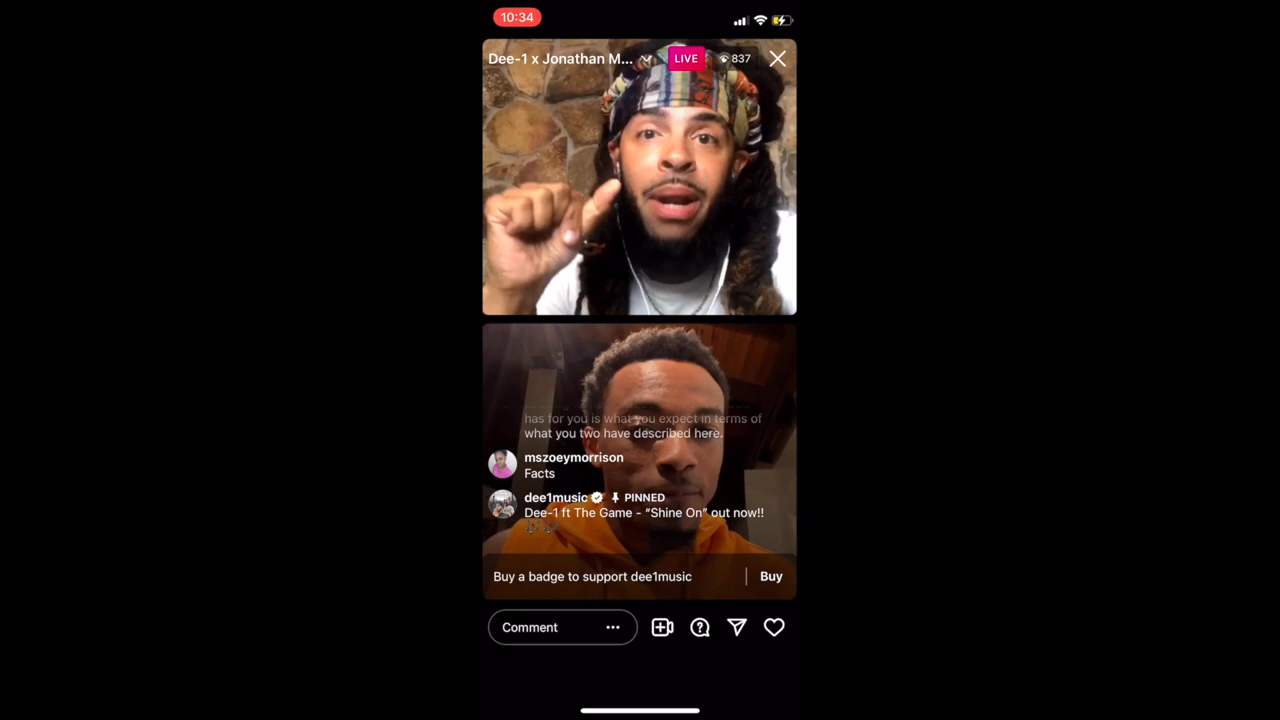 10:34
Dee-1 x Jonathan M...
LIVE
837
has for you is what you expect in terms of
what you two have described here.
mszoeymorrison
Facts
dee1music PINNED
Dee-1 ft The Game - “Shine On” out now!!
Buy a badge to support dee1music
Buy
Comment